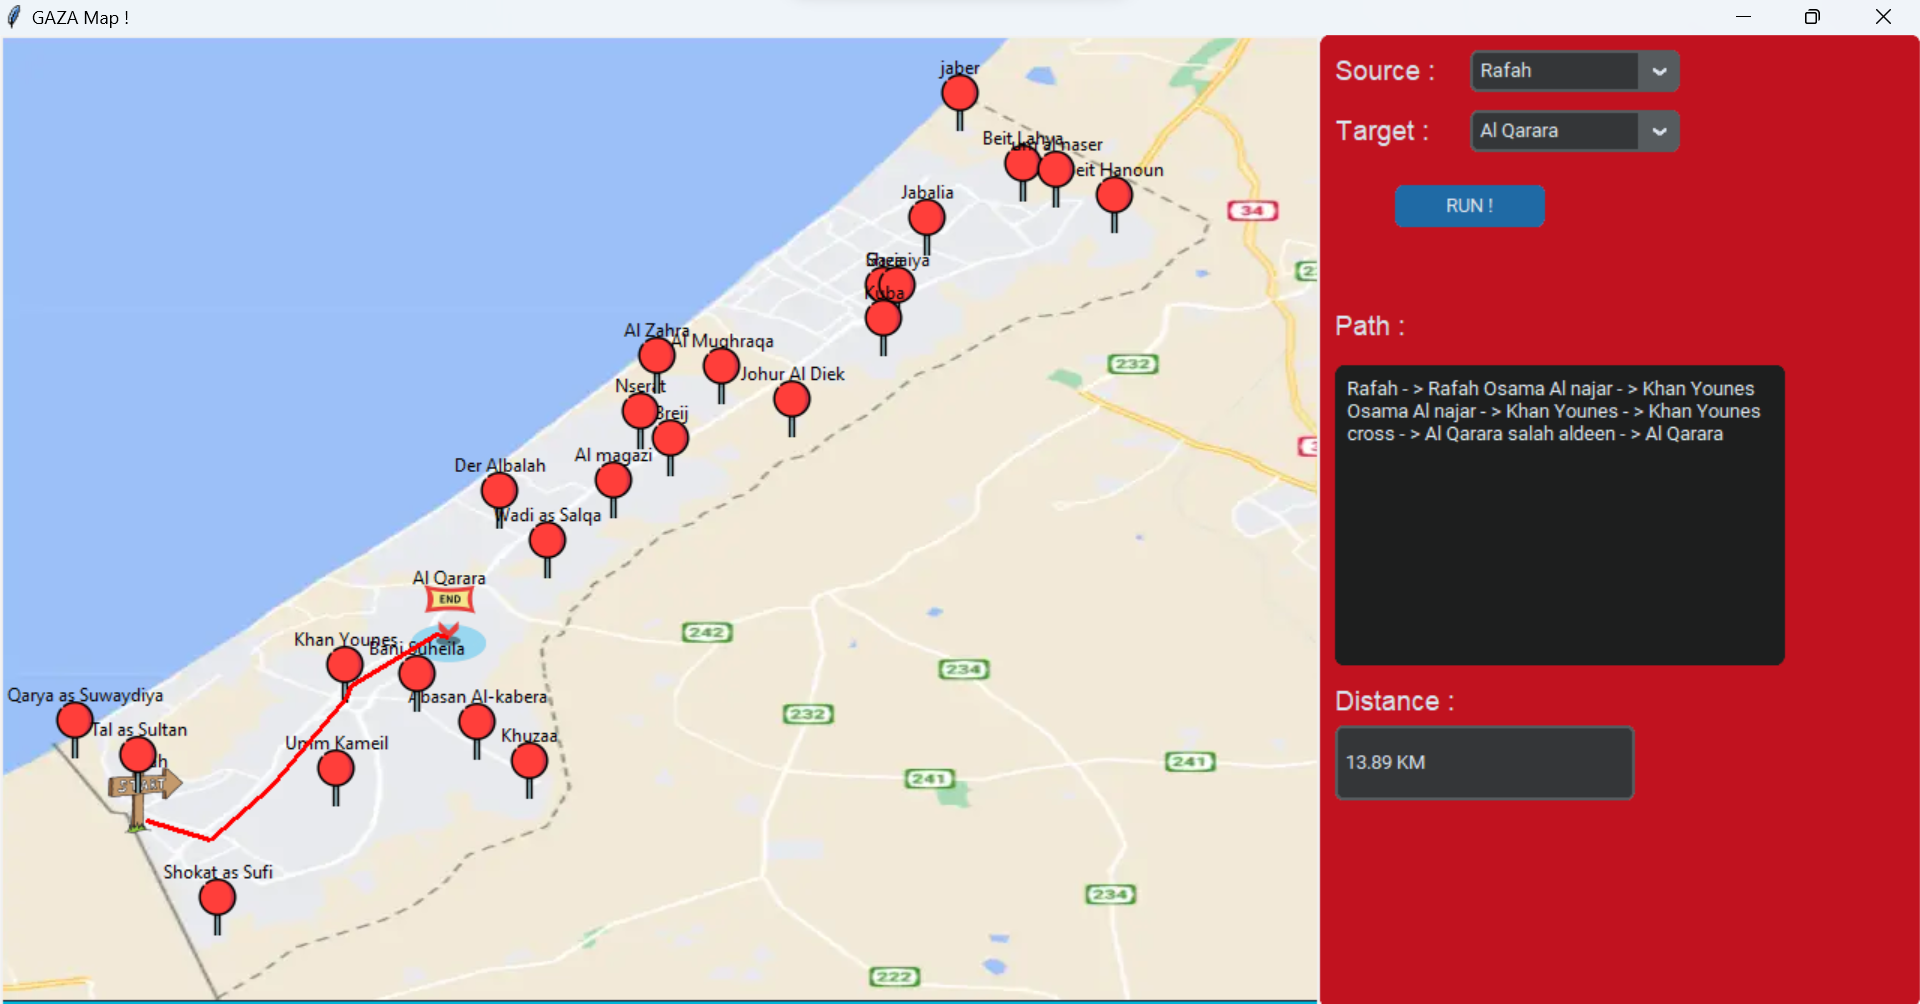 GAZA Map !
jaber
Beit Lahya
Um al naser
eit Hanoun
Jabalia
34
Kuba
Al Zahra
Al Mughraqa
232
Johur Al Diek
Nserit
Breij
Al magazi
Der Albalah
Wadi as Salqa
Al Qarara
END
242
Khan Younes
Bani Suheila
234
Qarya as Suwaydiya
Abasan Al-kabera
232
Tal as Sultan
Khuzaa
Umm Kameil
ah
START
241
241
Shokat as Sufi
234
222
Source :
Rafah
Target :
Al Qarara
RUN !
Path :
Rafah - > Rafah Osama Al najar - > Khan Younes
Osama Al najar - > Khan Younes - > Khan Younes
cross - > Al Qarara salah aldeen - > Al Qarara
Distance :
13.89 KM